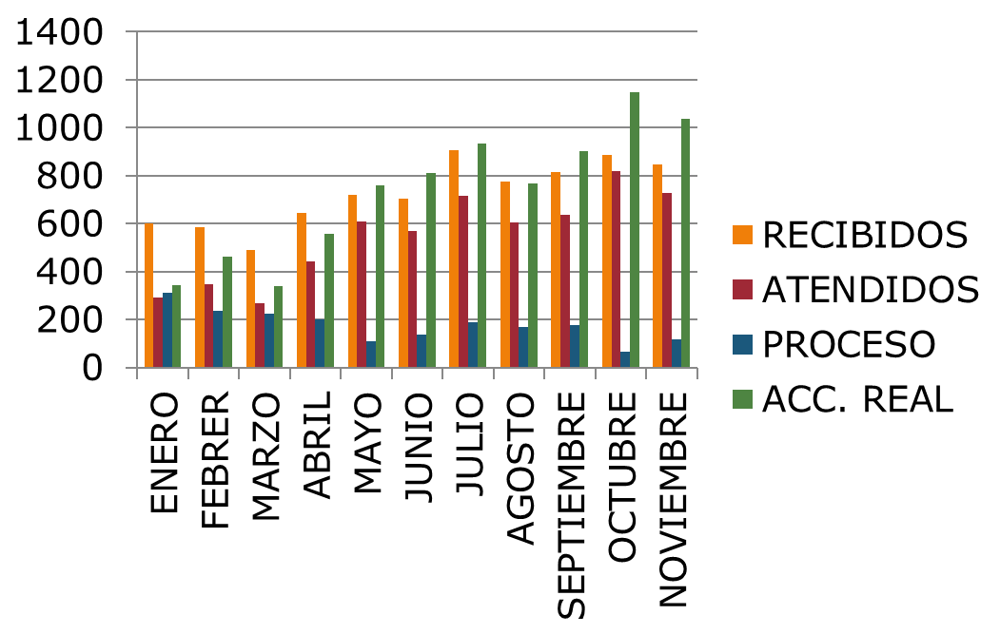 1400
1200
1000
800
600
400
200
0
ENERO
FEBRER
MARZO
ABRIL
MAYO
JUNIO
JULIO
AGOSTO
SEPTIEMBRE
OCTUBRE
NOVIEMBRE
RECIBIDOS
ATENDIDOS
PROCESO
ACC. REAL